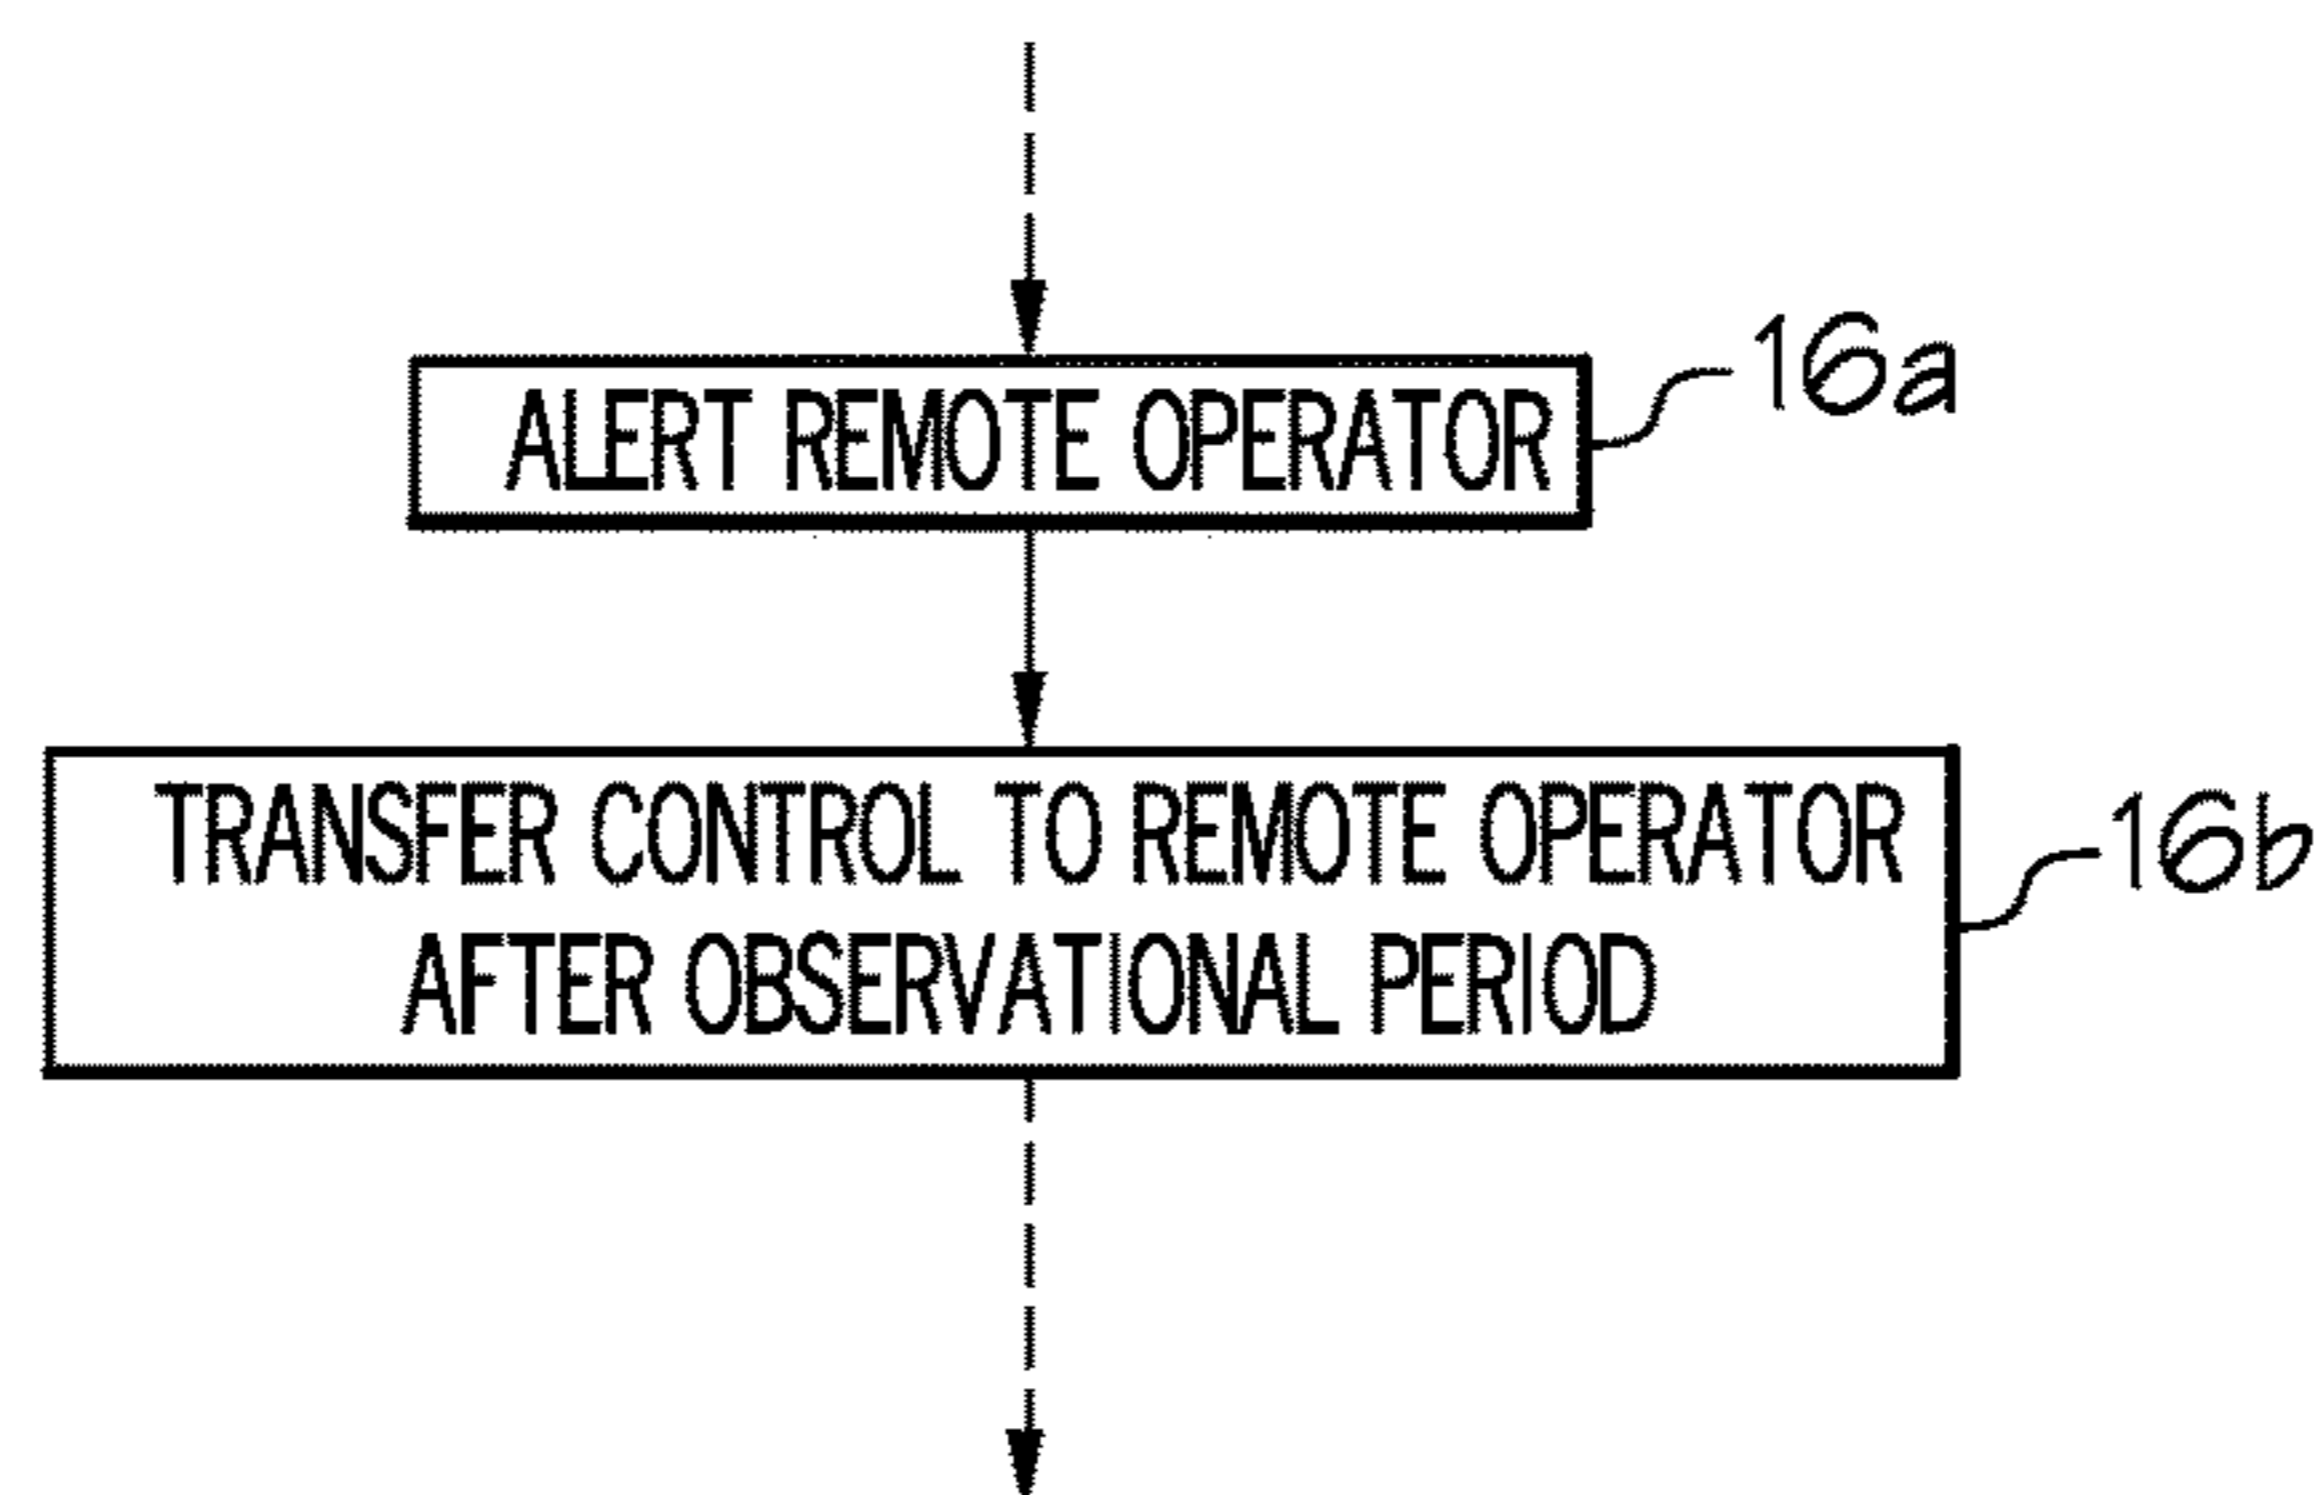 ALERT REMOTE OPERATOR
16a
TRANSFER CONTROL TO REMOTE OPERATOR
AFTER OBSERVATIONAL PERIOD
16b